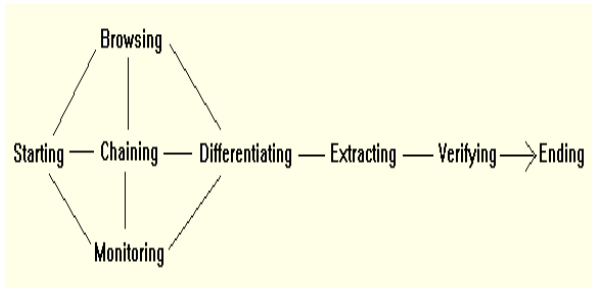 Browsing
Starting Chaining Differentiating Extracting Verifying Ending
Monitoring